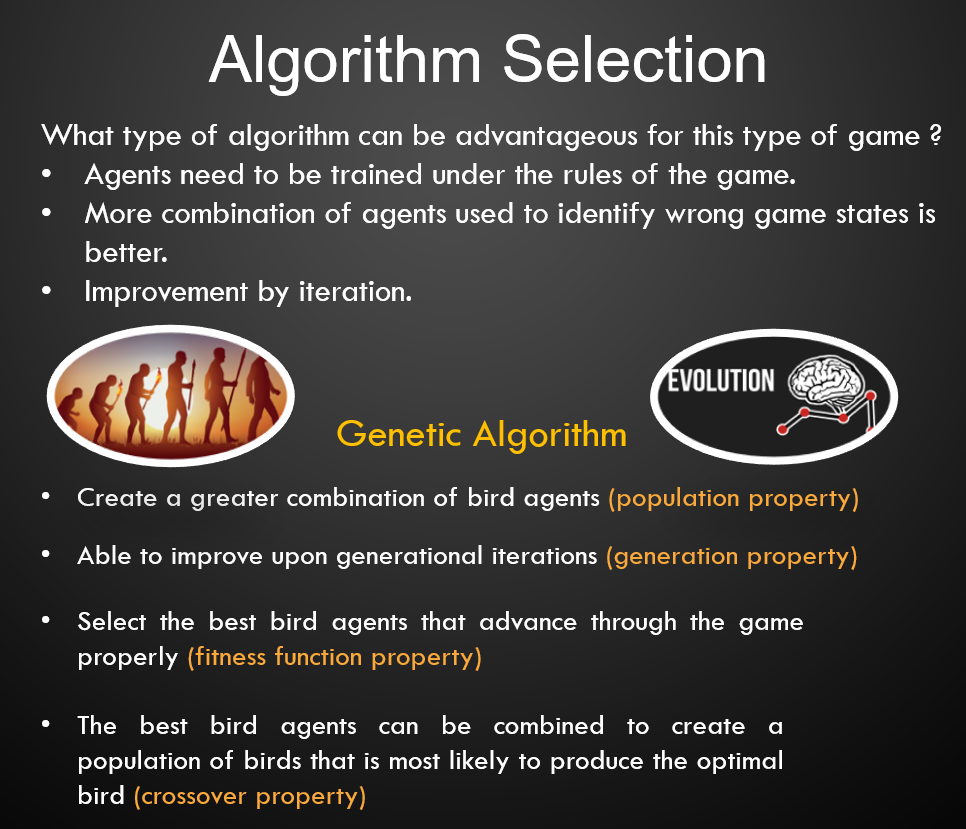 Algorithm Selection
What type of algorithm can be advantageous for this type of game ?
• Agents need to be trained under the rules of the game.
• More combination of agents used to identify wrong game states is
better.
• Improvement by iteration.
EVOLUTION
Genetic Algorithm
• Create a greater combination of bird agents (population property)
• Able to improve upon generational iterations (generation property)
• Select the best bird agents that advance through the game
properly (fitness function property)
• The best bird agents can be combined to create a
population of birds that is most likely to produce the optimal
bird (crossover property)